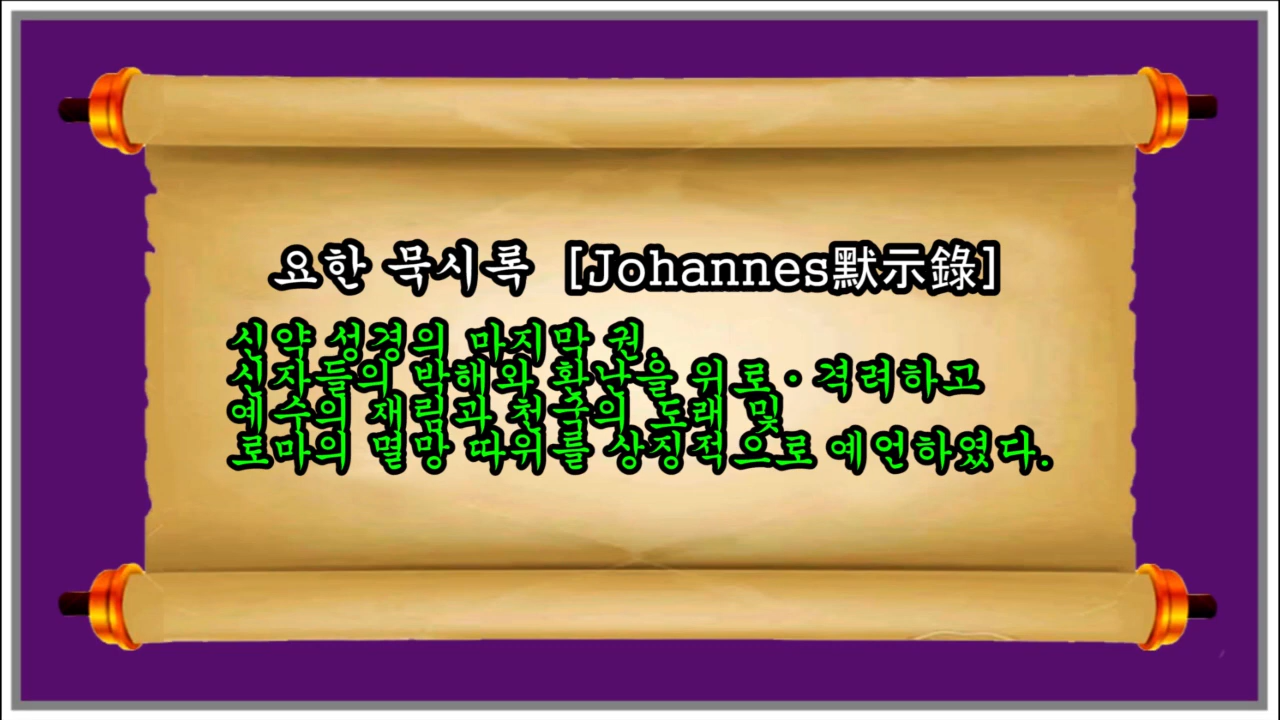 요한 묵시록 [Johannes默示錄]
신약 성경의 마지막 권.
신자들의 박해와 환난을 위로·격려하고
예수의 재림과 천국의 도래 및
로마의 멸망 따위를 상징적으로 예언하였다.